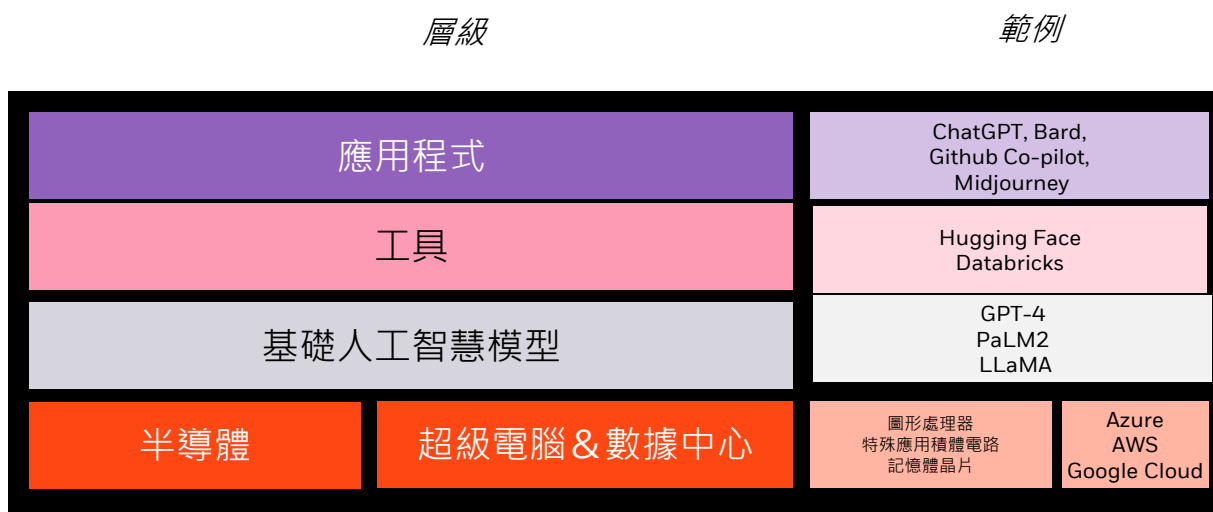 層級
範例
應用程式
ChatGPT, Bard,
Github Co-pilot,
Midjourney
工具
Hugging Face
Databricks
基礎人工智慧模型
GPT-4
PaLM2
LLaMA
半導體
超級電腦&數據中心
圖形處理器
特殊應用積體電路
記憶體晶片
Azure
AWS
Google Cloud